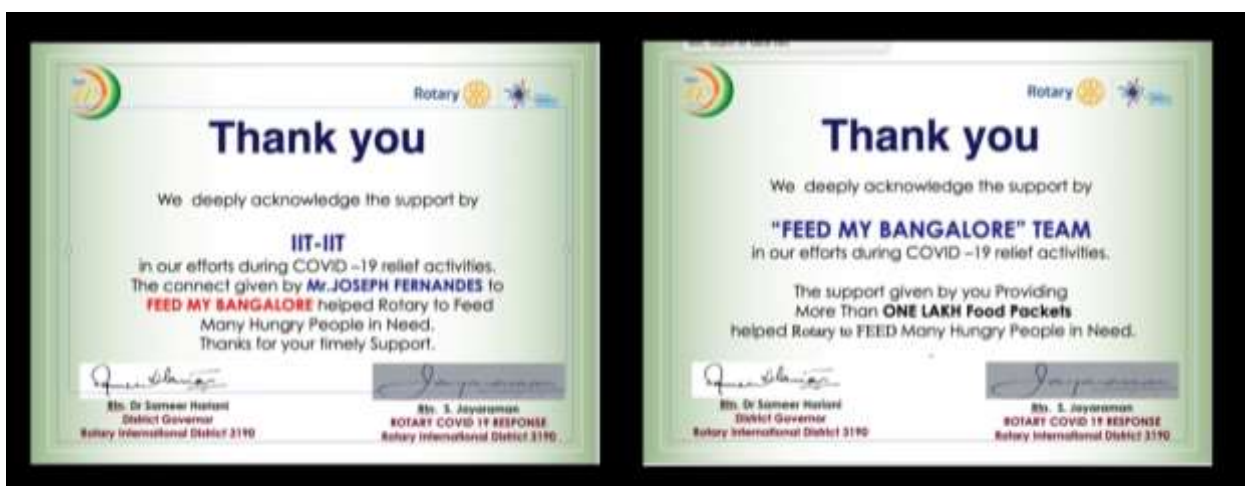 Rotary
Thank you
We deeply acknowledge the support by
IIT-IIT
in our efforts during COVID –19 relief activities.
The connect given by Mr.JOSEPH FERNANDES to
FEED MY BANGALORE helped Rotary to Feed
Many Hungry People in Need.
Thanks for your timely Support.
Rtn. Dr Sameer Hariani
District Governor
Rotary International District 3190
Rtn. S. Jayaraman
ROTARY COVID 19 RESPONSE
Rotary International District 3190
Rotary
Thank you
We deeply acknowledge the support by
"FEED MY BANGALORE" TEAM
in our efforts during COVID –19 relief activities.
The support given by you Providing
More Than ONE LAKH Food Packets
helped Rotary to FEED Many Hungry People in Need.
Rtn. Dr Sameer Hariani
District Governor
Rotary International District 3190
Rtn. S. Jayaraman
ROTARY COVID 19 RESPONSE
Rotary International District 3190